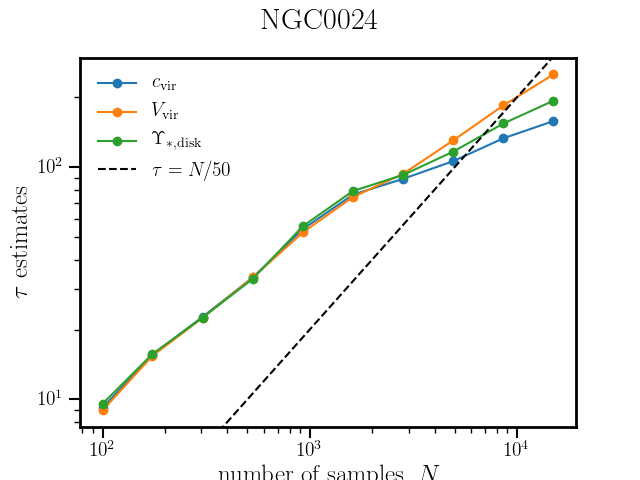 NGC0024
c_vir
V_vir
Υ_{*,disk}
τ = N/50
τ estimates
10^2
10^1
10^2 10^3 10^4
number of samples, N